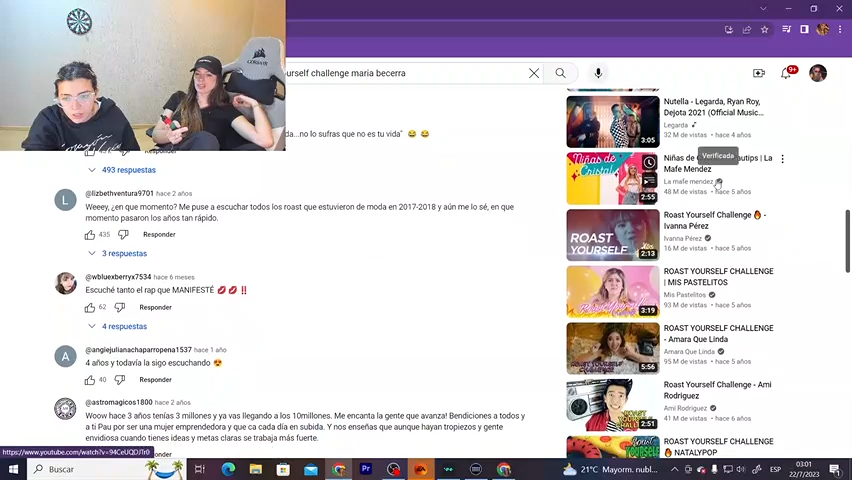 CORSAIR
yourself challenge maria becerra
9+
da...no lo sufras que no es tu vida" 😂 😂
Responder
493 respuestas
L
@lizbethventura9701 hace 2 años
Weeey, ¿en que momento? Me puse a escuchar todos los roast que estuvieron de moda en 2017-2018 y aún me lo sé, en que
momento pasaron los años tan rápido.
435 Responder
3 respuestas
@wbluexberryx7534 hace 6 meses
Escuché tanto el rap que MANIFESTÉ 💋 💋 ‼️
62 Responder
4 respuestas
A
@angiejulianachaparropena1537 hace 1 año
4 años y todavía la sigo escuchando 😍
40 Responder
@astromagicos1800 hace 2 años
Woow hace 3 años tenías 3 millones y ya vas llegando a los 10millones. Me encanta la gente que avanza! Bendiciones a todos y
a ti Pau por ser una mujer emprendedora y que ca cada día en subida. Y nos enseñas que aunque hayan tropiezos y gente
envidiosa cuando tienes ideas y metas claras se trabaja más fuerte.
Responder
3:05
Nutella - Legarda, Ryan Roy,
Dejota 2021 (Official Music...
Legarda
32 M de vistas • hace 4 años
Verificada
Niñas de
Cristal
2:55
Niñas de autips | La
Mafe Mendez
La mafe mendez
48 M de vistas • hace 5 años
ROAST
YOURSELF
2:13
Roast Yourself Challenge 🔥 -
Ivanna Pérez
Ivanna Pérez
16 M de vistas • hace 5 años
3:19
ROAST YOURSELF CHALLENGE
| MIS PASTELITOS
Mis Pastelitos
93 M de vistas • hace 5 años
5:56
ROAST YOURSELF CHALLENGE
- Amara Que Linda
Amara Que Linda
95 M de vistas • hace 5 años
2:51
Roast Yourself Challenge - Ami
Rodriguez
Ami Rodriguez
41 M de vistas • hace 6 años
ROAST YOURSELF CHALLENGE
🔥 NATALYPOP
https://www.youtube.com/watch?v=94CeUQDJTr0
Buscar
Pr
21°C Mayorm. nubl...
ESP
03:01
22/7/2023
1